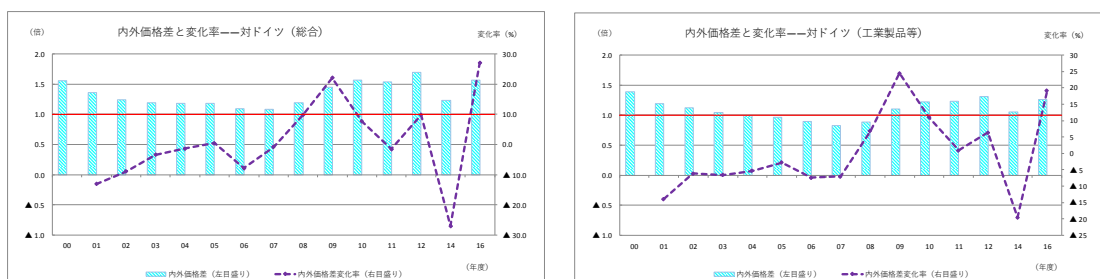 内外価格差と変化率——対ドイツ（総合）
（倍）
変化率（%）
2.0
1.5
1.0
0.5
0.0
▲ 0.5
▲ 1.0
30.0
20.0
10.0
0.0
▲ 10.0
▲ 20.0
▲ 30.0
00 01 02 03 04 05 06 07 08 09 10 11 12 14 16
（年度）
内外価格差（左目盛り） 内外価格差変化率（右目盛り）
内外価格差と変化率——対ドイツ（工業製品等）
（倍）
変化率（%）
2.0
1.5
1.0
0.5
0.0
▲ 0.5
▲ 1.0
30
25
20
15
10
5
0
▲ 5
▲ 10
▲ 15
▲ 20
▲ 25
00 01 02 03 04 05 06 07 08 09 10 11 12 14 16
（年度）
内外価格差（左目盛り） 内外価格差変化率（右目盛り）